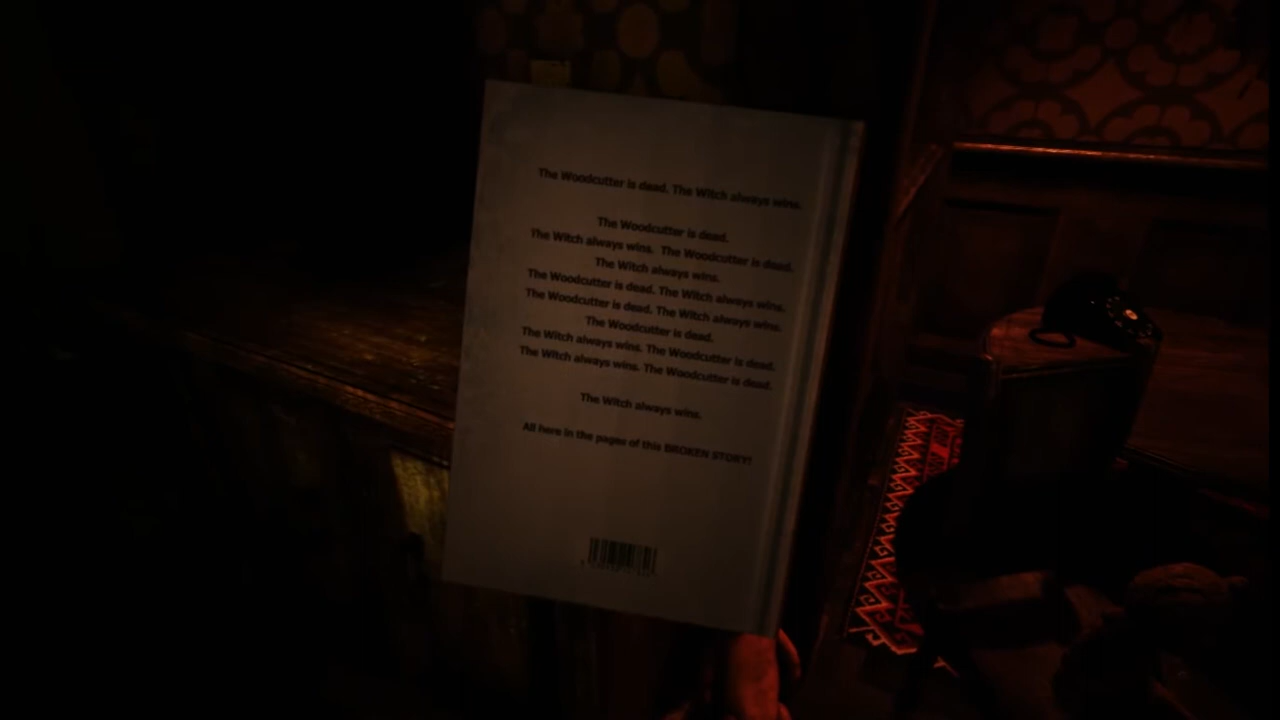 The Woodcutter is dead. The Witch always wins.
The Woodcutter is dead.
The Witch always wins. The Woodcutter is dead.
The Witch always wins.
The Woodcutter is dead. The Witch always wins.
The Woodcutter is dead. The Witch always wins.
The Woodcutter is dead.
The Witch always wins. The Woodcutter is dead.
The Witch always wins. The Woodcutter is dead.
The Witch always wins.
All here in the pages of this BROKEN STORY!